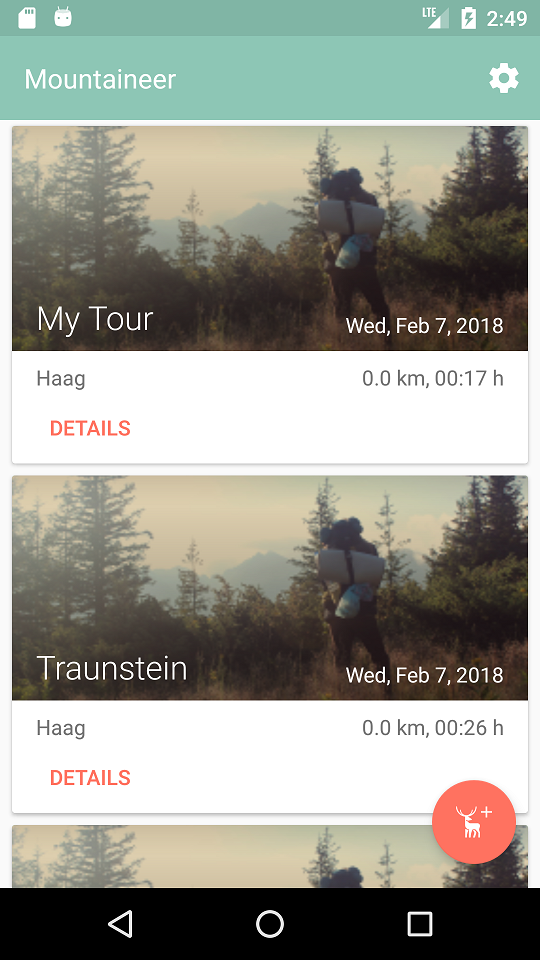 LTE 2:49
Mountaineer
My Tour
Wed, Feb 7, 2018
Haag
0.0 km, 00:17 h
DETAILS
Traunstein
Wed, Feb 7, 2018
Haag
0.0 km, 00:26 h
DETAILS